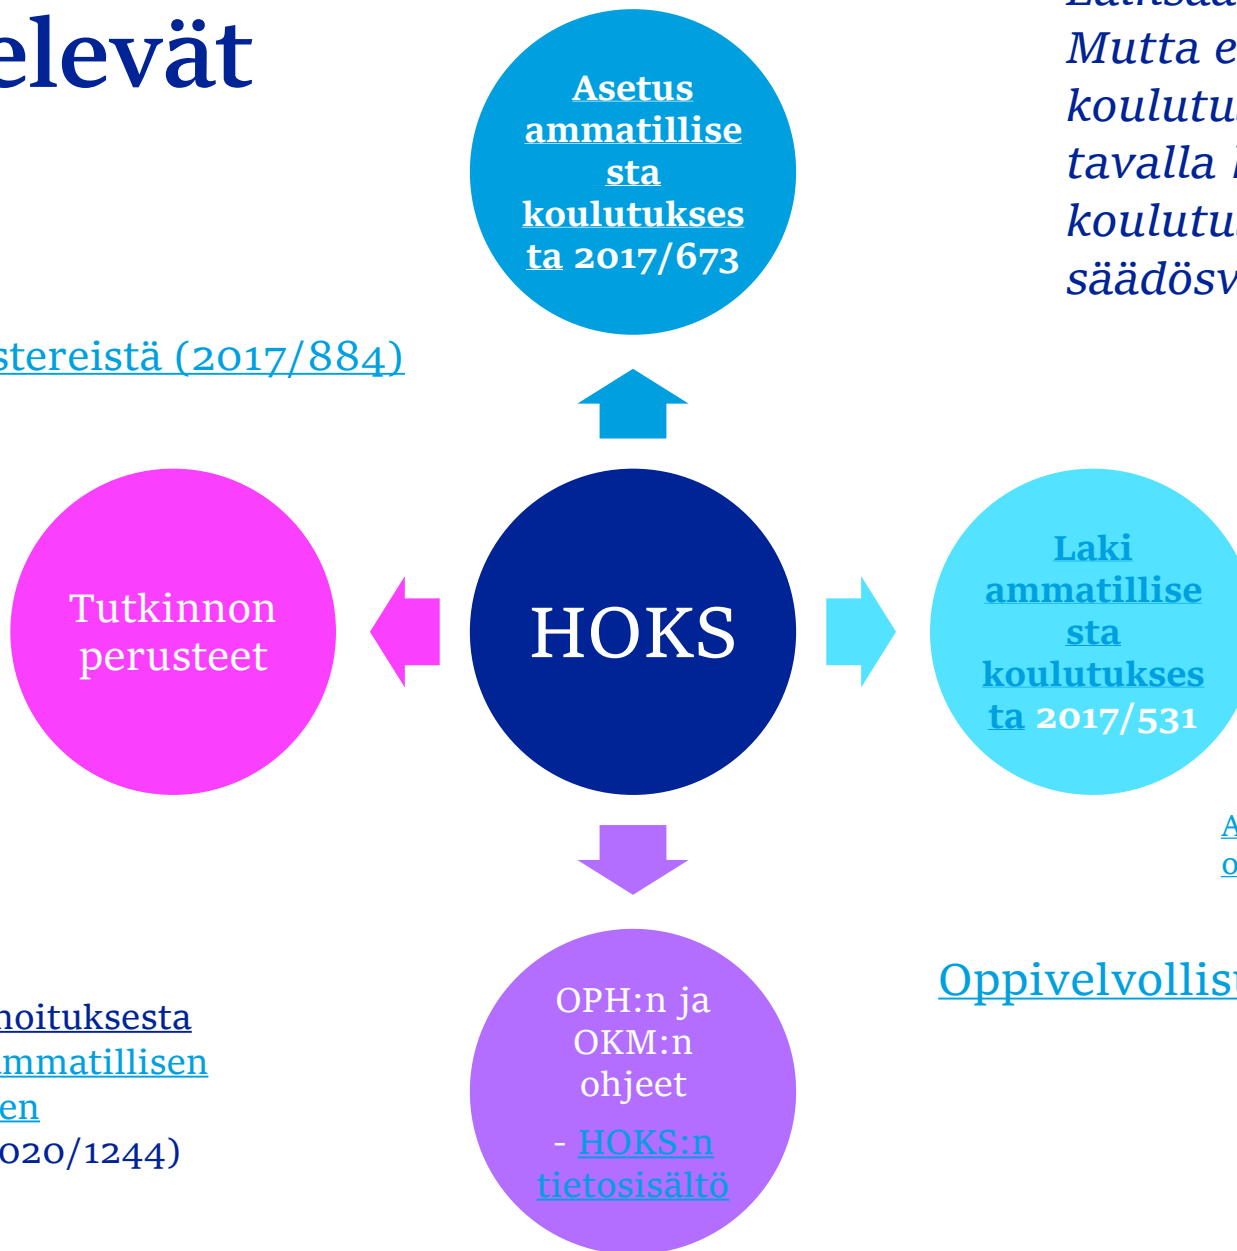 elevät
Mutta e
koulutu
tavalla
koulutu
säädösv
Asetus
ammatillise
sta
koulutukses
ta 2017/673
stereistä (2017/884)
Tutkinnon
perusteet
HOKS
Laki
ammatillise
sta
koulutukses
ta 2017/531
A
o
Oppivelvollisu
OPH:n ja
OKM:n
ohjeet
- HOKS:n
tietosisältö
noituksesta
mmatillisen
en
020/1244)